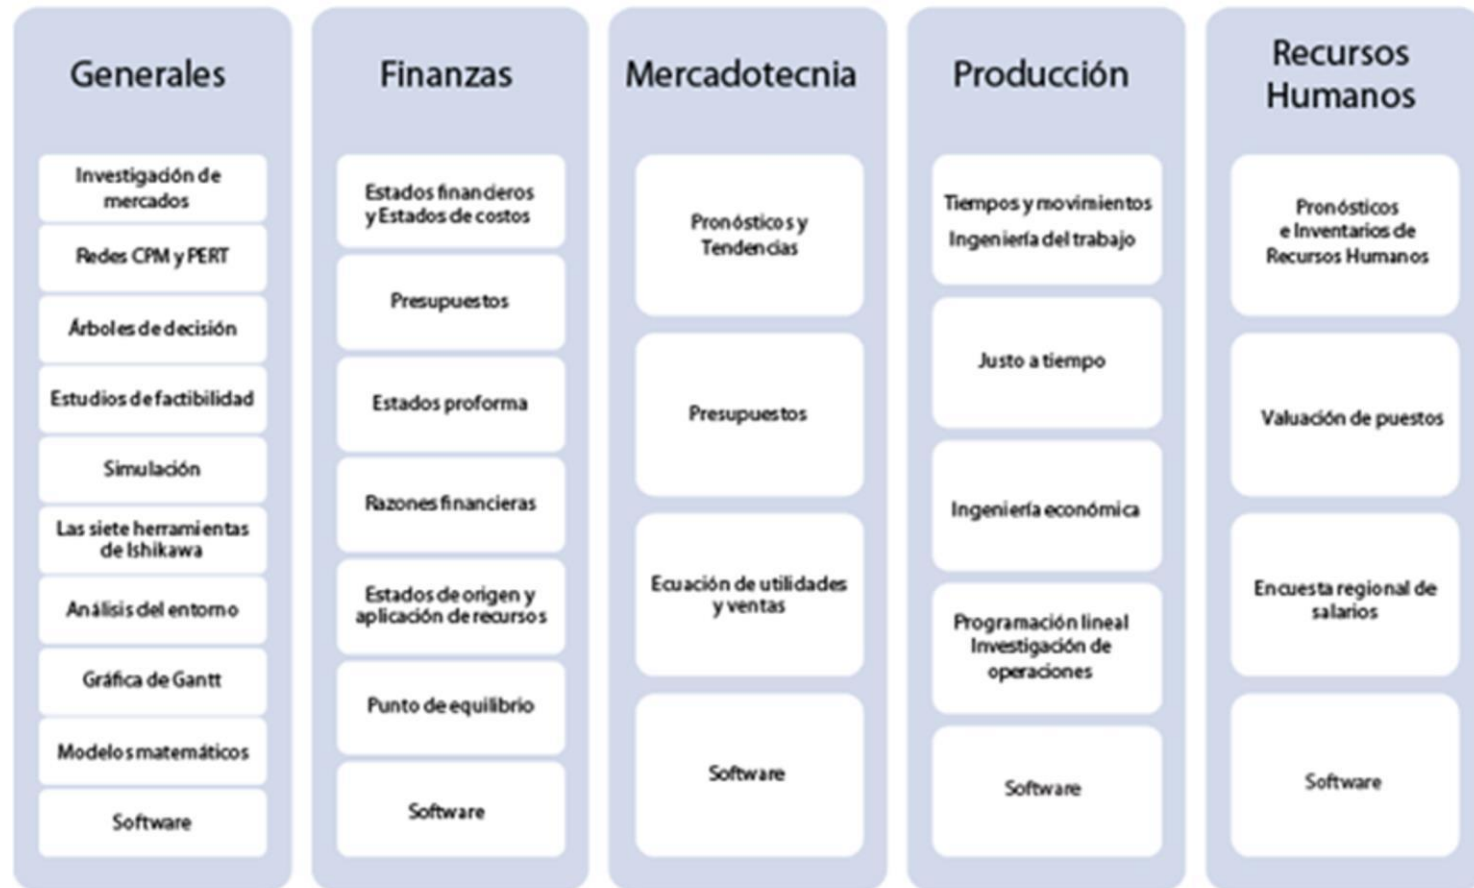 Generales
Investigación de
mercados
Redes CPM y PERT
Árboles de decisión
Estudios de factibilidad
Simulación
Las siete herramientas
de Ishikawa
Análisis del entorno
Gráfica de Gantt
Modelos matemáticos
Software
Finanzas
Estados financieros
y Estados de costos
Presupuestos
Estados proforma
Razones financieras
Estados de origen y
aplicación de recursos
Punto de equilibrio
Software
Mercadotecnia
Pronósticos y
Tendencias
Presupuestos
Ecuación de utilidades
y ventas
Software
Producción
Tiempos y movimientos
Ingeniería del trabajo
Justo a tiempo
Ingeniería económica
Programación lineal
Investigación de
operaciones
Software
Recursos
Humanos
Pronósticos
e Inventarios de
Recursos Humanos
Valuación de puestos
Encuesta regional de
salarios
Software